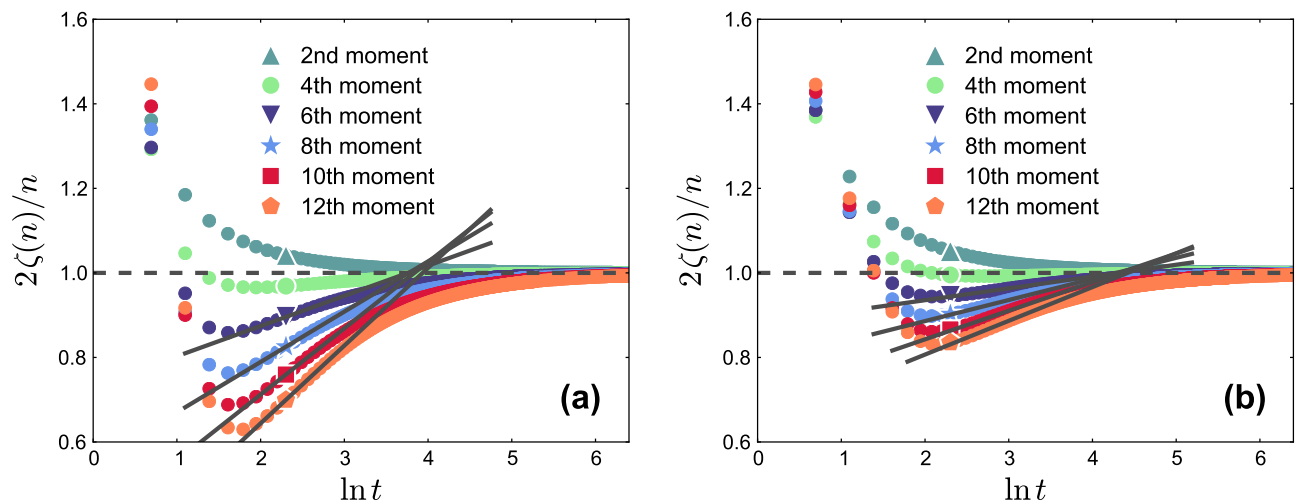 1.6
1.4
1.2
1.0
0.8
0.6
2ζ(n)/n
2nd moment
4th moment
6th moment
8th moment
10th moment
12th moment
(a)
0 1 2 3 4 5 6
ln t
1.6
1.4
1.2
1.0
0.8
0.6
2ζ(n)/n
2nd moment
4th moment
6th moment
8th moment
10th moment
12th moment
(b)
0 1 2 3 4 5 6
ln t